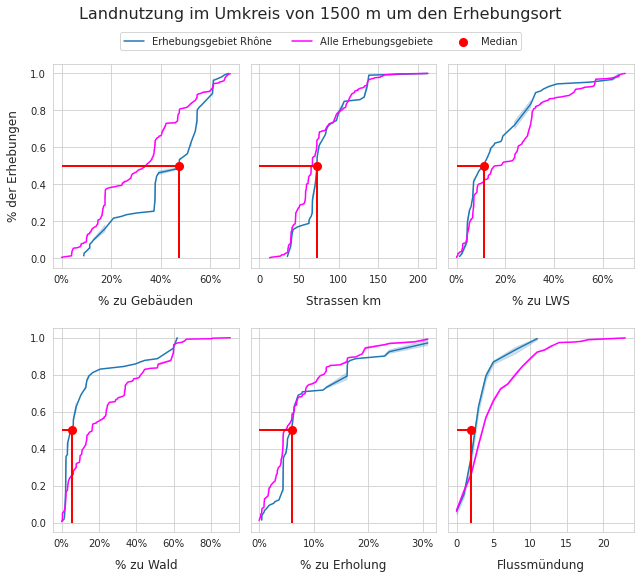 Landnutzung im Umkreis von 1500 m um den Erhebungsort
Erhebungsgebiet Rhône Alle Erhebungsgebiete Median
% der Erhebungen
1.0
0.8
0.6
0.4
0.2
0.0
0% 20% 40% 60%
% zu Gebäuden
0 50 100 150 200
Strassen km
0% 20% 40% 60%
% zu LWS
1.0
0.8
0.6
0.4
0.2
0.0
0% 20% 40% 60% 80%
% zu Wald
0% 10% 20% 30%
% zu Erholung
0 5 10 15 20
Flussmündung